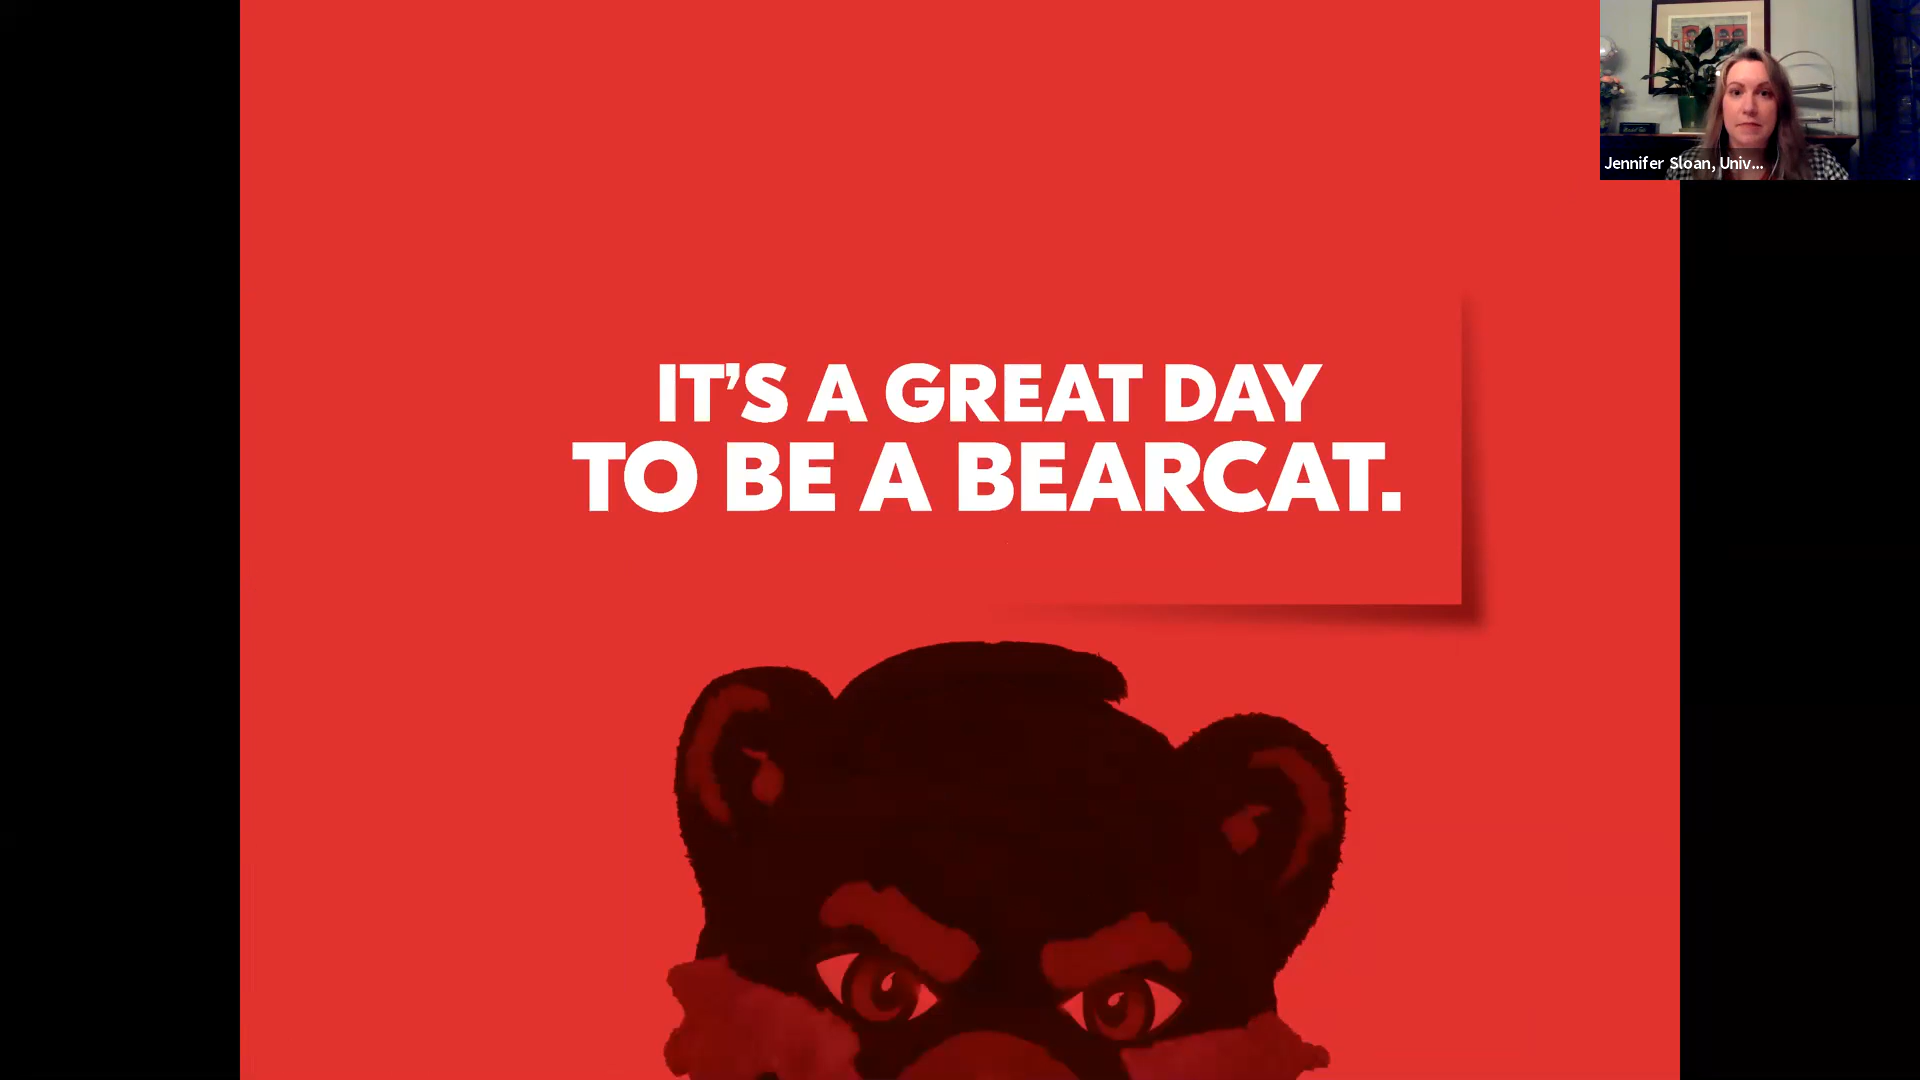 IT'S A GREAT DAY
TO BE A BEARCAT.
Jennifer Sloan, Univ...